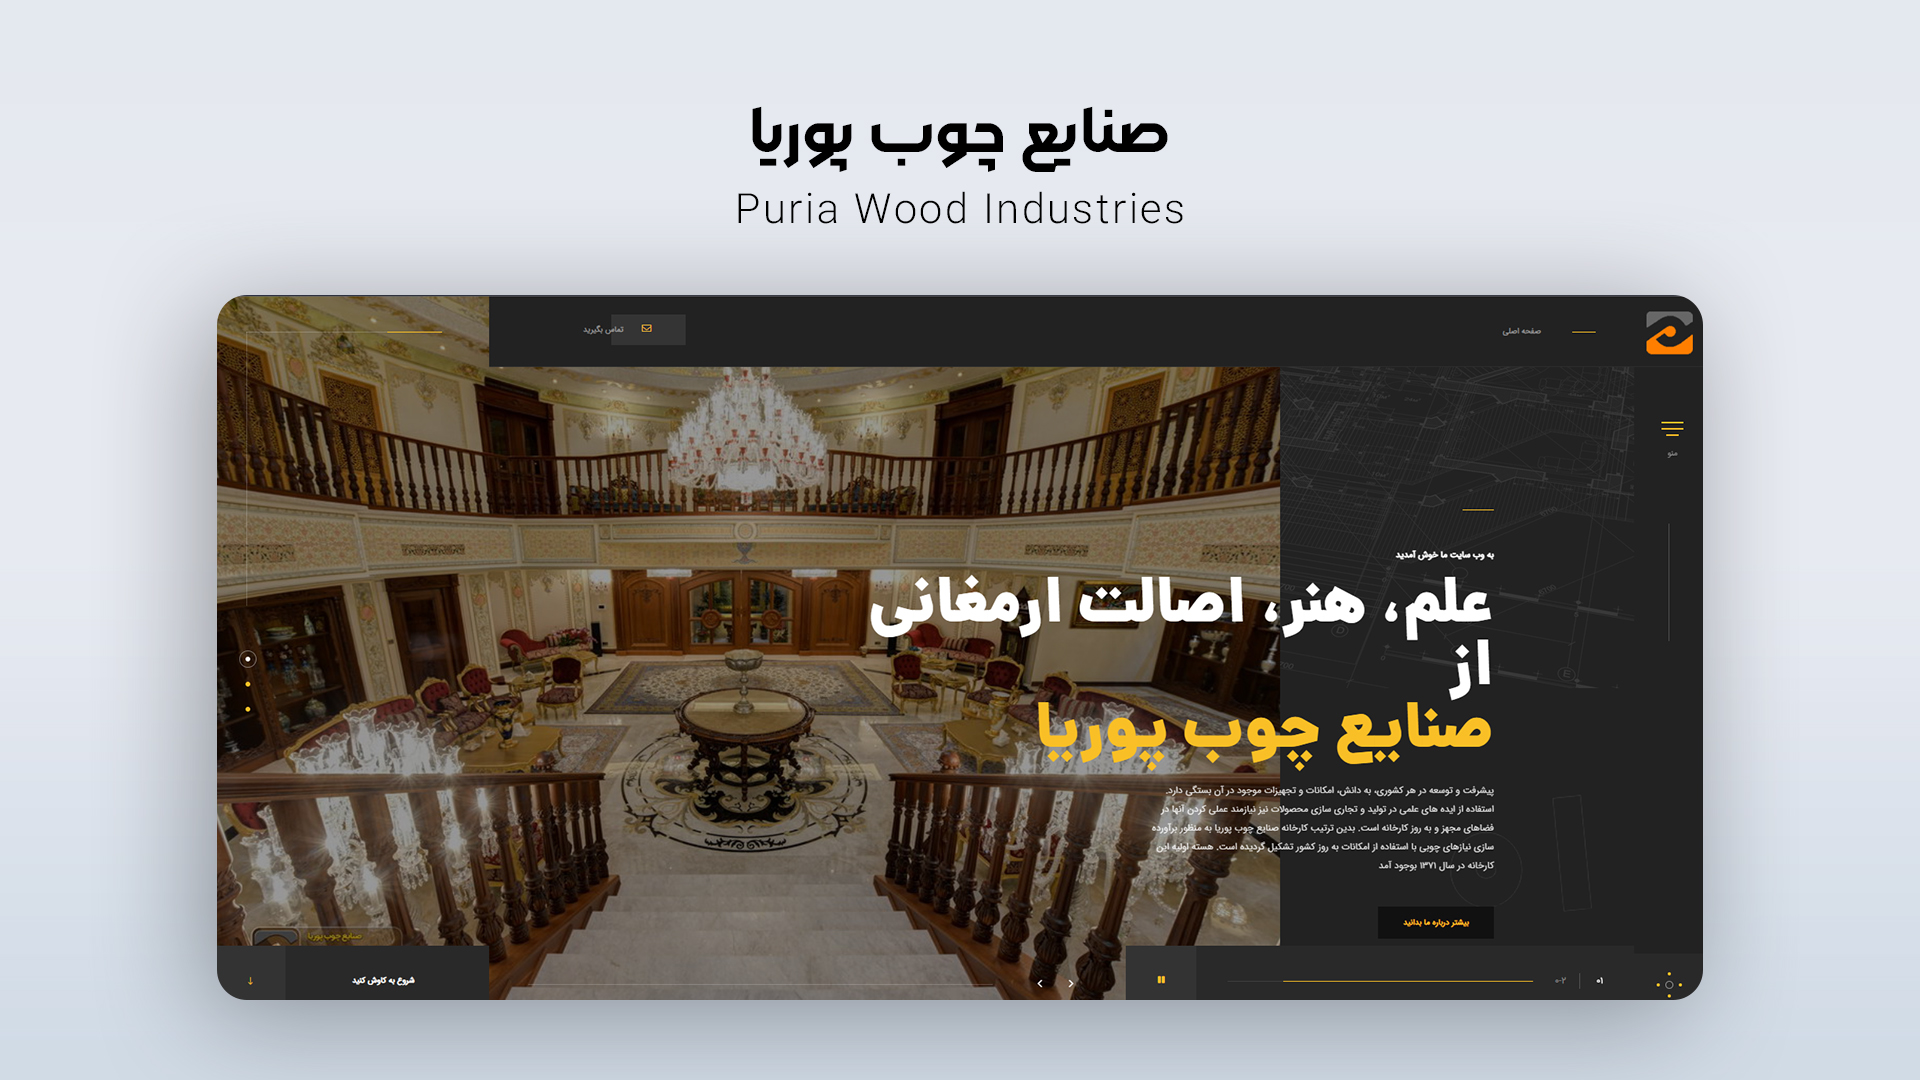 صنایع چوب پوریا
Puria Wood Industries
صفحه اصلی
تماس بگیرید
منو
به وب سایت ما خوش آمدید
علم، هنر، اصالت ارمغانی
از
صنایع چوب پوریا
پیشرفت و توسعه در هر کشوری، به دانش، امکانات و تجهیزات موجود در آن بستگی دارد.
استفاده از ایده های علمی در تولید و تجاری سازی محصولات نیز نیازمند عملی کردن آنها در
فضاهای مجهز و به روز کارخانه است. بدین ترتیب کارخانه صنایع چوب پوریا به منظور برآورده
سازی نیازهای چوبی با استفاده از امکانات به روز کشور تشکیل گردیده است. هسته اولیه این
کارخانه در سال ۱۳۷۱ بوجود آمد
بیشتر درباره ما بدانید
صنایع چوب پوریا
۰۱
۰-۲
شروع به کاوش کنید